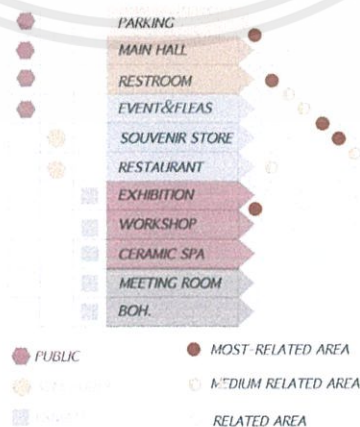 PARKING
MAIN HALL
RESTROOM
EVENT&FLEAS
SOUVENIR STORE
RESTAURANT
EXHIBITION
WORKSHOP
CERAMIC SPA
MEETING ROOM
BOH.
PUBLIC
MOST-RELATED AREA
MEDIUM RELATED AREA
RELATED AREA